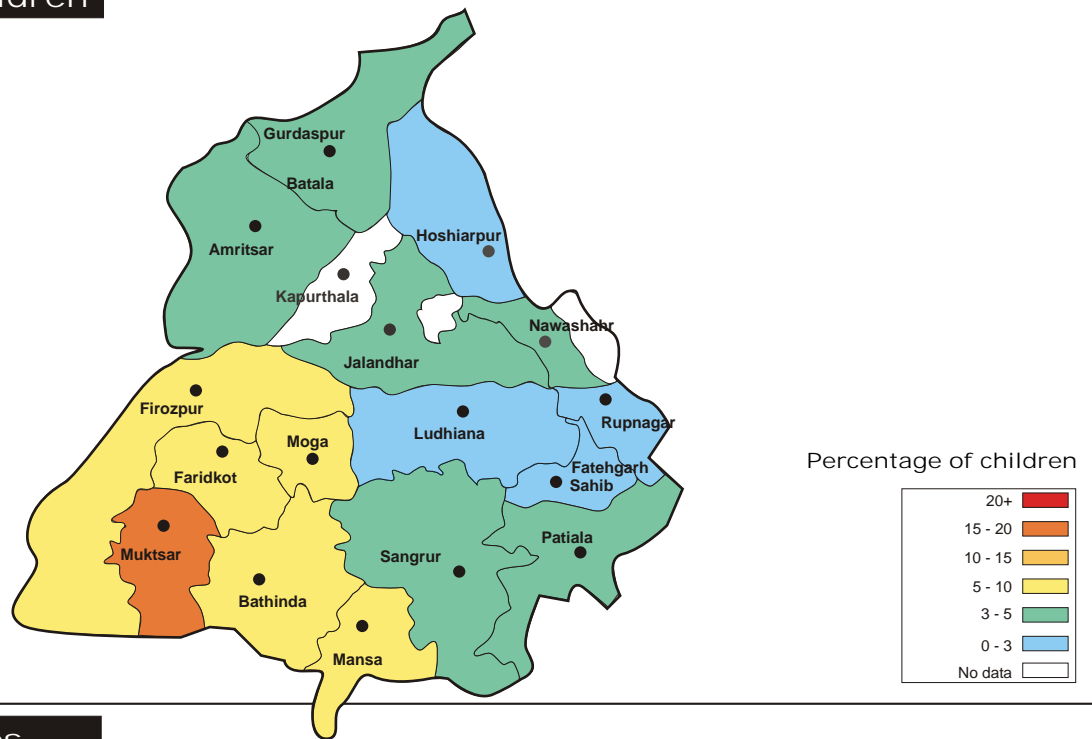 Gurdaspur
Batala
Amritsar
Hoshiarpur
Kapurthala
Nawashahr
Jalandhar
Firozpur
Moga
Ludhiana
Rupnagar
Faridkot
Fatehgarh
Sahib
Muktsar
Sangrur
Patiala
Bathinda
Mansa
Percentage of children
20+
15 - 20
10 - 15
5 - 10
3 - 5
0 - 3
No data